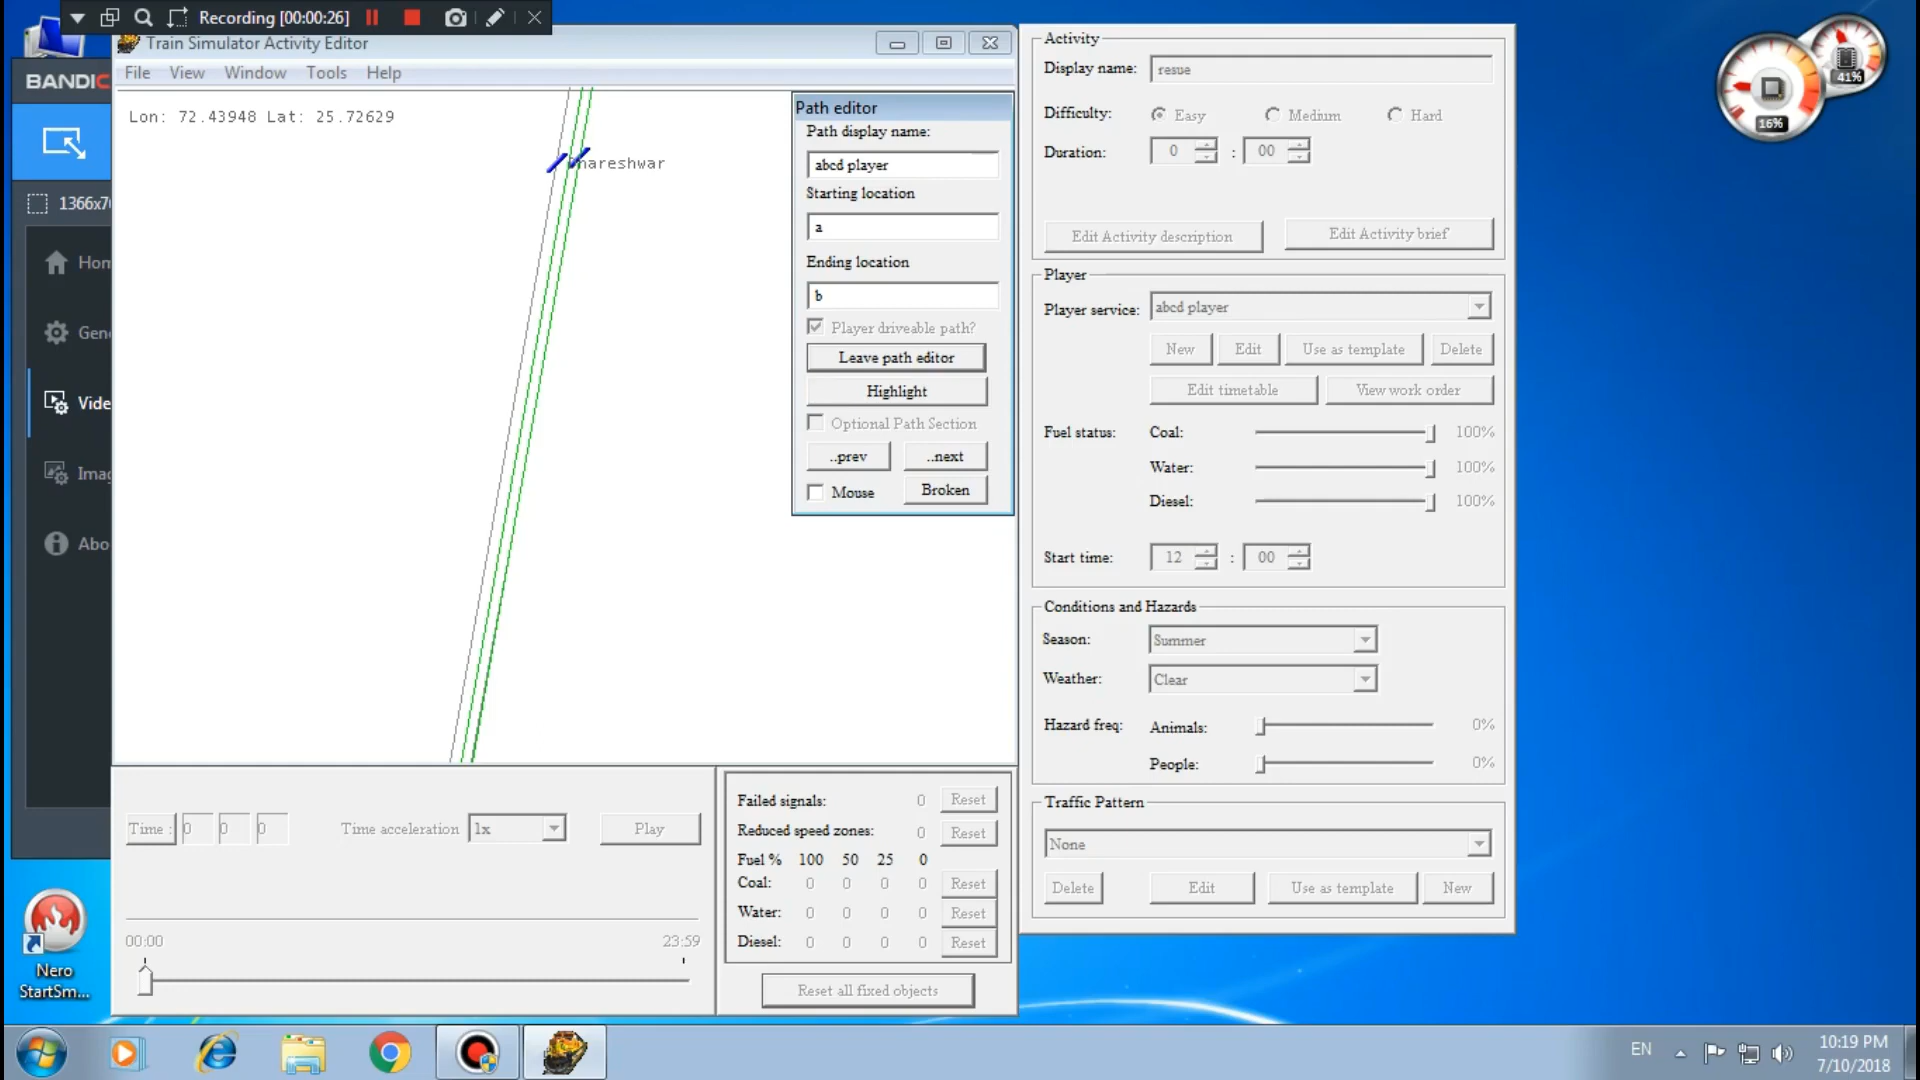 Recording [00:00:26]
Train Simulator Activity Editor
File View Window Tools Help
BANDIC
Lon: 72.43948 Lat: 25.72629
hareshwar
1366x76
Hom
Gene
Vide
Imag
Abo
Path editor
Path display name:
abcd player
Starting location
a
Ending location
b
Player driveable path?
Leave path editor
Highlight
Optional Path Section
..prev ..next
Mouse Broken
Activity
Display name: resue
Difficulty: Easy Medium Hard
Duration: 0 : 00
Edit Activity description Edit Activity brief
Player
Player service: abcd player
New Edit Use as template Delete
Edit timetable View work order
Fuel status: Coal: 100%
Water: 100%
Diesel: 100%
Start time: 12 : 00
Conditions and Hazards
Season: Summer
Weather: Clear
Hazard freq: Animals: 0%
People: 0%
Traffic Pattern
None
Delete Edit Use as template New
Time : 0 0 0 Time acceleration 1x Play
00:00 23:59
Failed signals: 0 Reset
Reduced speed zones: 0 Reset
Fuel % 100 50 25 0
Coal: 0 0 0 0 Reset
Water: 0 0 0 0 Reset
Diesel: 0 0 0 0 Reset
Reset all fixed objects
41%
16%
Nero
StartSm...
EN
10:19 PM
7/10/2018